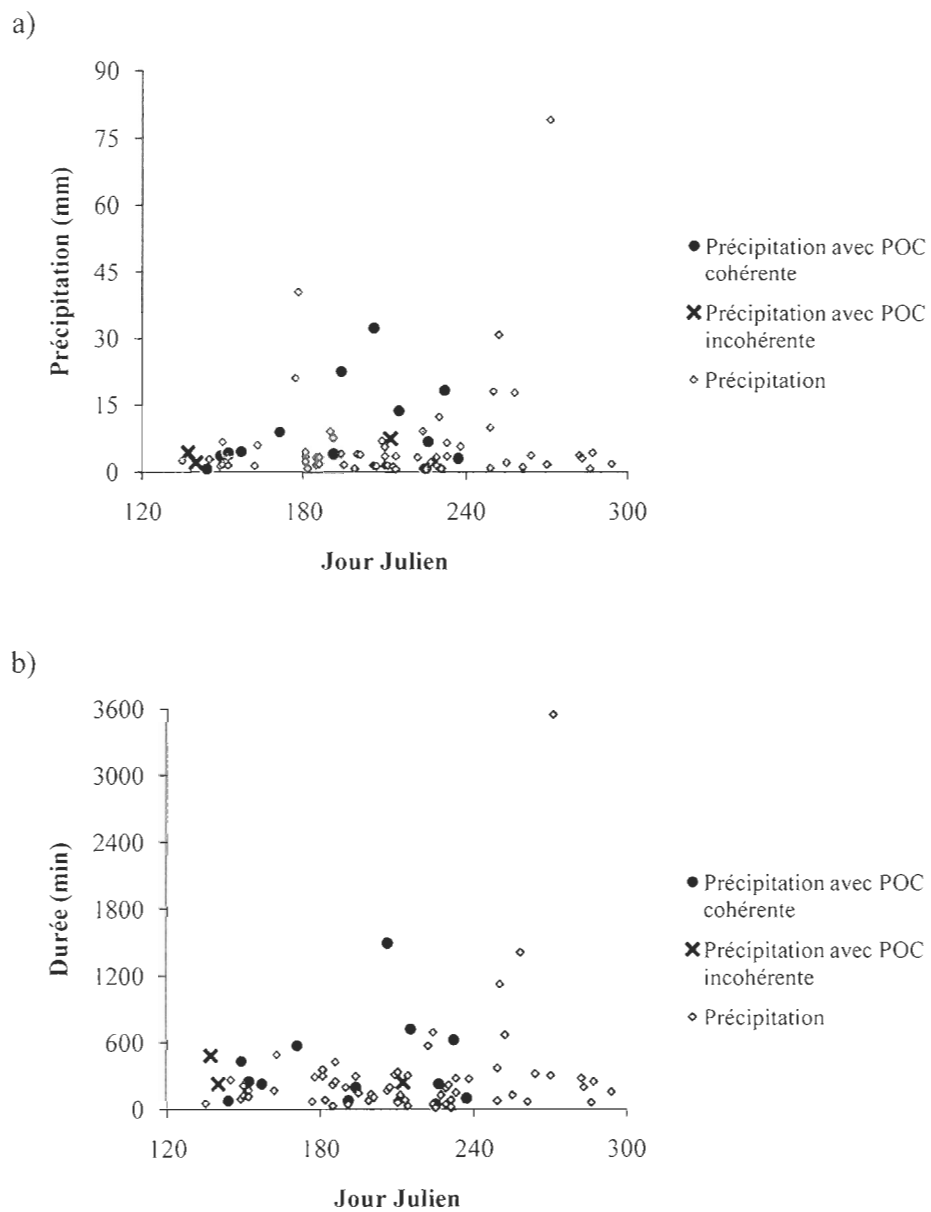 a)
90
75
60
45
30
15
0
Précipitation (mm)
120 180 240 300
Jour Julien
Précipitation avec POC
cohérente
Précipitation avec POC
incohérente
Précipitation
b)
3600
3000
2400
1800
1200
600
0
Durée (min)
120 180 240 300
Jour Julien
Précipitation avec POC
cohérente
Précipitation avec POC
incohérente
Précipitation